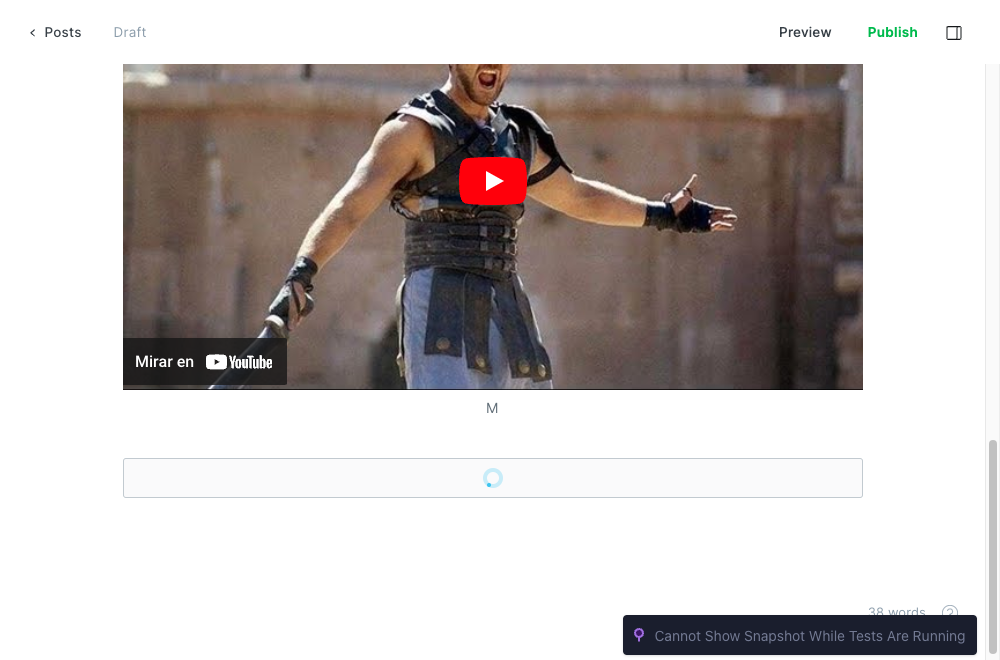 Posts
Draft
Preview
Publish
Mirar en YouTube
M
38 words
Cannot Show Snapshot While Tests Are Running